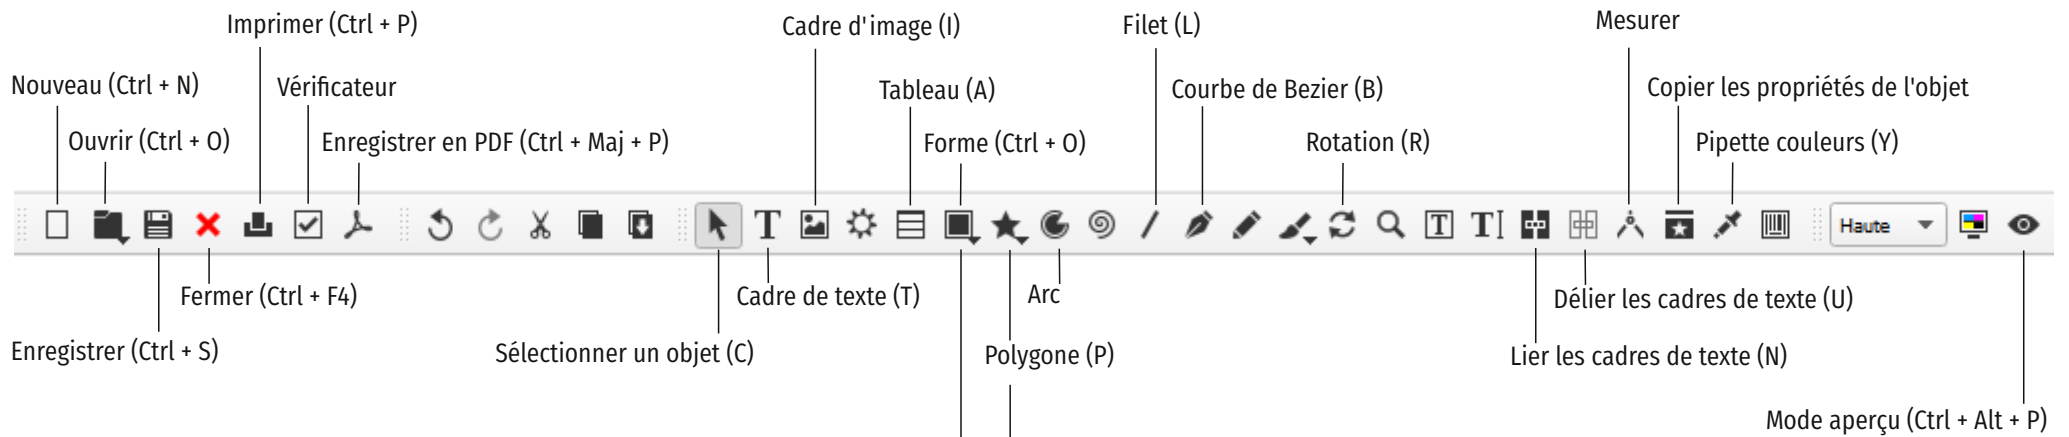 Imprimer (Ctrl + P)
Cadre d'image (I)
Filet (L)
Mesurer
Nouveau (Ctrl + N)
Vérificateur
Tableau (A)
Courbe de Bezier (B)
Copier les propriétés de l'objet
Ouvrir (Ctrl + O)
Enregistrer en PDF (Ctrl + Maj + P)
Forme (Ctrl + O)
Rotation (R)
Pipette couleurs (Y)
Haute
Fermer (Ctrl + F4)
Cadre de texte (T)
Arc
Délier les cadres de texte (U)
Enregistrer (Ctrl + S)
Sélectionner un objet (C)
Polygone (P)
Lier les cadres de texte (N)
Mode aperçu (Ctrl + Alt + P)